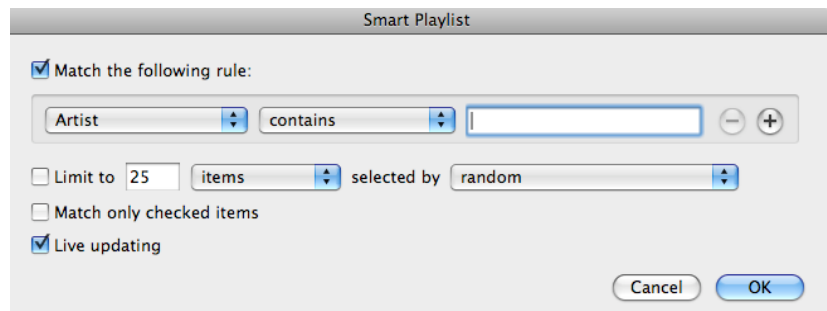 Smart Playlist
Match the following rule:
Artist contains
Limit to 25 items selected by random
Match only checked items
Live updating
Cancel OK